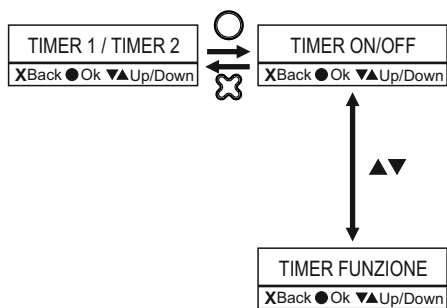 TIMER 1 / TIMER 2
XBack ●Ok ▼▲Up/Down
TIMER ON/OFF
XBack ●Ok ▼▲Up/Down
▲▼
TIMER FUNZIONE
XBack ●Ok ▼▲Up/Down